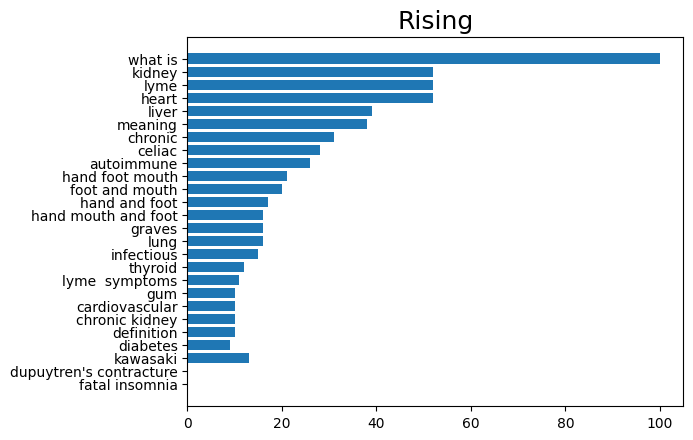 Rising
what is
kidney
lyme
heart
liver
meaning
chronic
celiac
autoimmune
hand foot mouth
foot and mouth
hand and foot
hand mouth and foot
graves
lung
infectious
thyroid
lyme  symptoms
gum
cardiovascular
chronic kidney
definition
diabetes
kawasaki
dupuytren's contracture
fatal insomnia
0 20 40 60 80 100